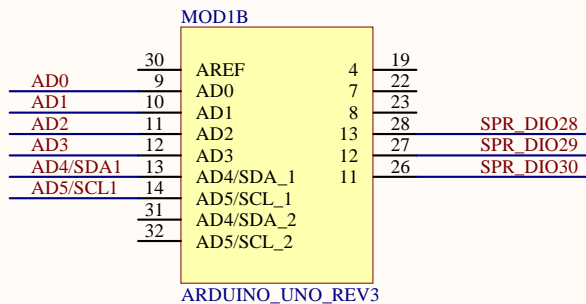 MOD1B
30 AREF 4 19
AD0 9 AD0 7 22
AD1 10 AD1 8 23
AD2 11 AD2 13 28 SPR_DIO28
AD3 12 AD3 12 27 SPR_DIO29
AD4/SDA1 13 AD4/SDA_1 11 26 SPR_DIO30
AD5/SCL1 14 AD5/SCL_1
31 AD4/SDA_2
32 AD5/SCL_2
ARDUINO_UNO_REV3